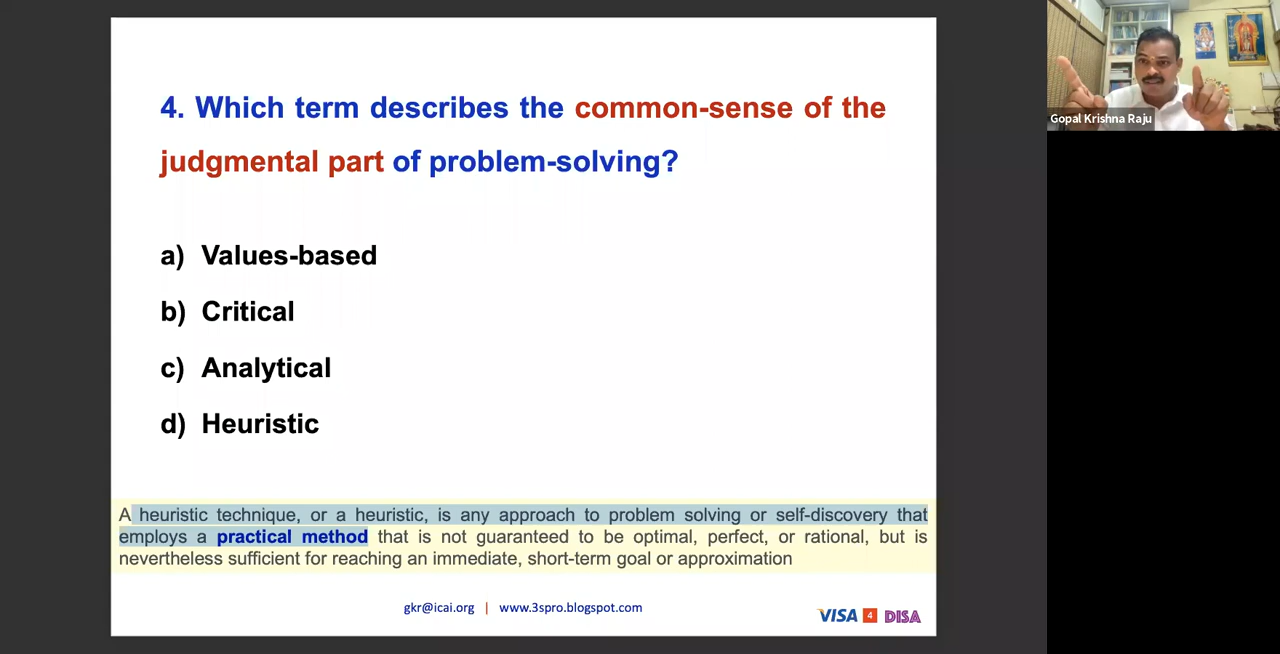 4. Which term describes the common-sense of the
judgmental part of problem-solving?
a) Values-based
b) Critical
c) Analytical
d) Heuristic
A heuristic technique, or a heuristic, is any approach to problem solving or self-discovery that
employs a practical method that is not guaranteed to be optimal, perfect, or rational, but is
nevertheless sufficient for reaching an immediate, short-term goal or approximation
gkr@icai.org | www.3spro.blogspot.com
VISA 4 DISA
Gopal Krishna Raju